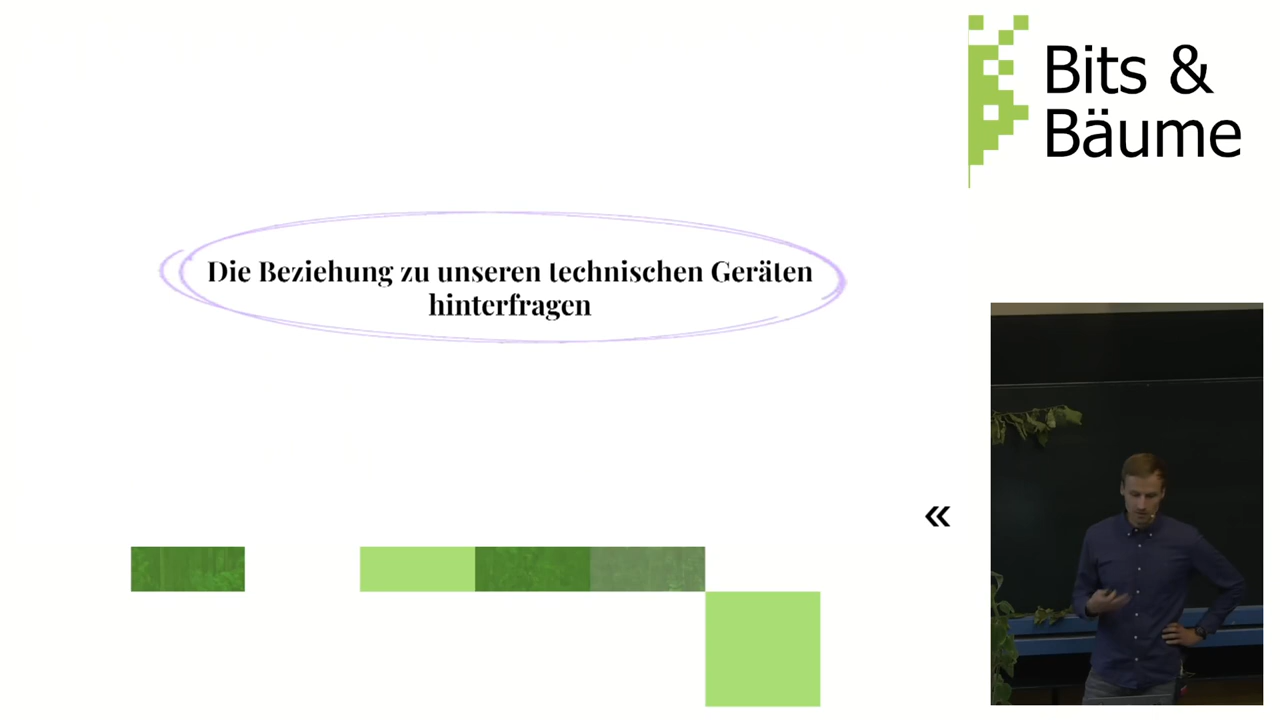 Bits &
Bäume
Die Beziehung zu unseren technischen Geräten
hinterfragen
«